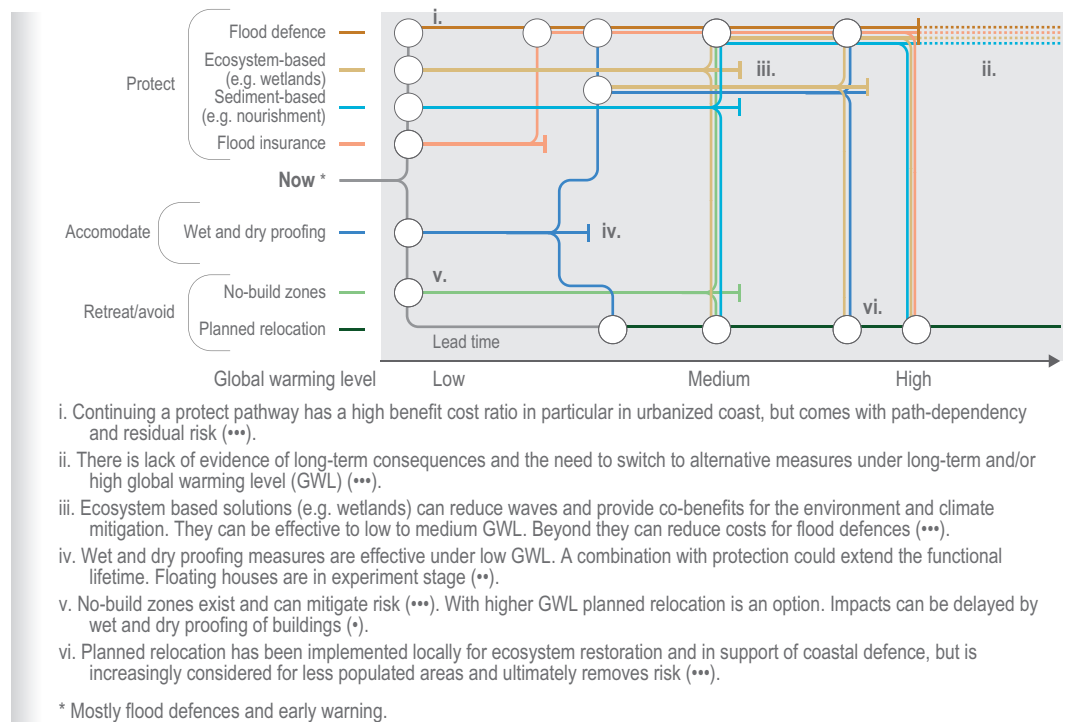 Flood defence
i.
Ecosystem-based
(e.g. wetlands)
iii.
ii.
Protect
Sediment-based
(e.g. nourishment)
Flood insurance
Now *
Accomodate
Wet and dry proofing
iv.
v.
No-build zones
Retreat/avoid
vi.
Planned relocation
Lead time
Global warming level
Low
Medium
High
i. Continuing a protect pathway has a high benefit cost ratio in particular in urbanized coast, but comes with path-dependency
and residual risk (•••).
ii. There is lack of evidence of long-term consequences and the need to switch to alternative measures under long-term and/or
high global warming level (GWL) (•••).
iii. Ecosystem based solutions (e.g. wetlands) can reduce waves and provide co-benefits for the environment and climate
mitigation. They can be effective to low to medium GWL. Beyond they can reduce costs for flood defences (•••).
iv. Wet and dry proofing measures are effective under low GWL. A combination with protection could extend the functional
lifetime. Floating houses are in experiment stage (••).
v. No-build zones exist and can mitigate risk (•••). With higher GWL planned relocation is an option. Impacts can be delayed by
wet and dry proofing of buildings (•).
vi. Planned relocation has been implemented locally for ecosystem restoration and in support of coastal defence, but is
increasingly considered for less populated areas and ultimately removes risk (•••).
* Mostly flood defences and early warning.